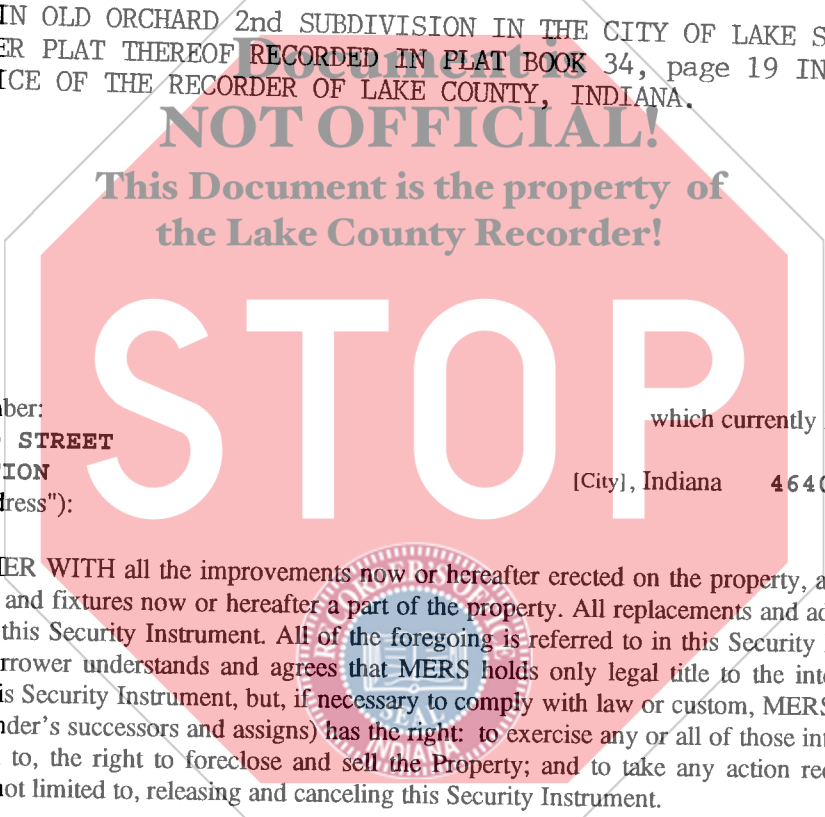 IN OLD ORCHARD 2nd SUBDIVISION IN THE CITY OF LAKE S
ER PLAT THEREOF RECORDED IN PLAT BOOK 34, page 19 IN
ICE OF THE RECORDER OF LAKE COUNTY, INDIANA.
Document is
NOT OFFICIAL!
This Document is the property of
the Lake County Recorder!
STOP
ber:
which currently
STREET
TION
[City], Indiana 4640
dress"):
ER WITH all the improvements now or hereafter erected on the property, a
and fixtures now or hereafter a part of the property. All replacements and ad
this Security Instrument. All of the foregoing is referred to in this Security
rrower understands and agrees that MERS holds only legal title to the inte
is Security Instrument, but, if necessary to comply with law or custom, MERS
nder's successors and assigns) has the right: to exercise any or all of those int
to, the right to foreclose and sell the Property; and to take any action rec
not limited to, releasing and canceling this Security Instrument.
RECORDER'S OFFICE
SEAL
INDIANA